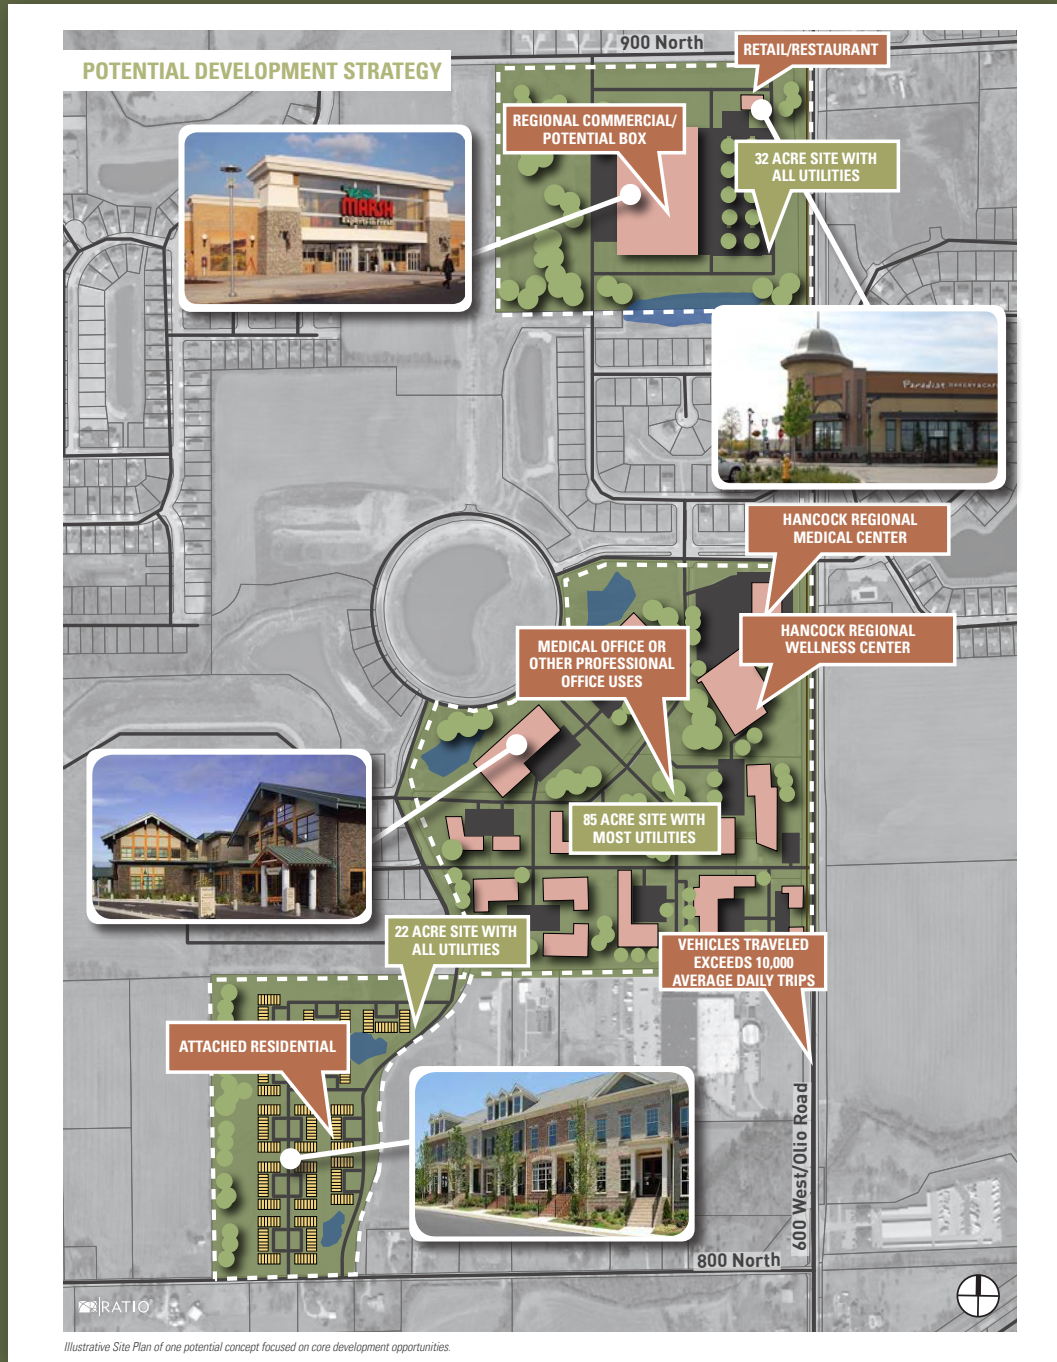 POTENTIAL DEVELOPMENT STRATEGY
900 North
RETAIL/RESTAURANT
REGIONAL COMMERCIAL/
POTENTIAL BOX
32 ACRE SITE WITH
ALL UTILITIES
MARSH
Paradise BAKERY & CAFE
HANCOCK REGIONAL
MEDICAL CENTER
HANCOCK REGIONAL
WELLNESS CENTER
MEDICAL OFFICE OR
OTHER PROFESSIONAL
OFFICE USES
85 ACRE SITE WITH
MOST UTILITIES
22 ACRE SITE WITH
ALL UTILITIES
VEHICLES TRAVELED
EXCEEDS 10,000
AVERAGE DAILY TRIPS
ATTACHED RESIDENTIAL
600 West/Olio Road
800 North
RATIO
Illustrative Site Plan of one potential concept focused on core development opportunities.